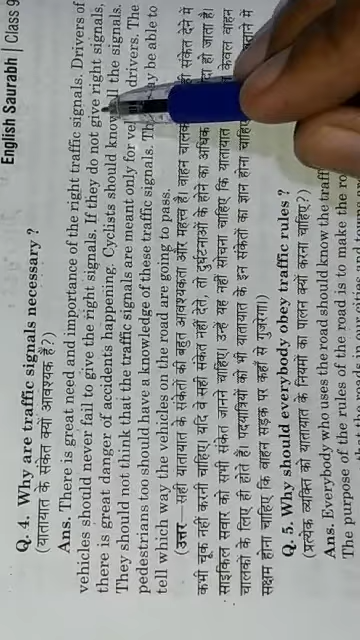 English Saurabh | Class 9
Q. 4. Why are traffic signals necessary ?
(यातायात के संकेत क्यों आवश्यक हैं?)
Ans. There is great need and importance of the right traffic signals. Drivers of
vehicles should never fail to give the right signals. If they do not give right signals,
there is great danger of accidents happening. Cyclists should know the signals.
They should not think that the traffic signals are meant only for drivers. The
pedestrians too should have a knowledge of these traffic signals. be able to
tell which way the vehicles on the road are going to pass.
(उत्तर—सही यातायात के संकेतों की बहुत आवश्यकता और महत्त्व है। वाहन चालकों संकेत देने में
कभी चूक नहीं करनी चाहिए। यदि वे सही संकेत नहीं देते, तो दुर्घटनाओं के होने का अधिक हो जाता है।
साइकिल सवार को सभी संकेत जानने चाहिए। उन्हें यह नहीं सोचना चाहिए कि यातायात केवल वाहन
चालकों के लिए ही होते हैं। पदयात्रियों को भी यातायात के इन संकेतों का ज्ञान होना चाहिए में
सक्षम होना चाहिए कि वाहन सड़क पर कहाँ से गुजरेगा।)
Q. 5. Why should everybody obey traffic rules ?
(प्रत्येक व्यक्ति को यातायात के नियमों का पालन क्यों करना चाहिए?)
Ans. Everybody who uses the road should know the
The purpose of the rules of the road is to make the